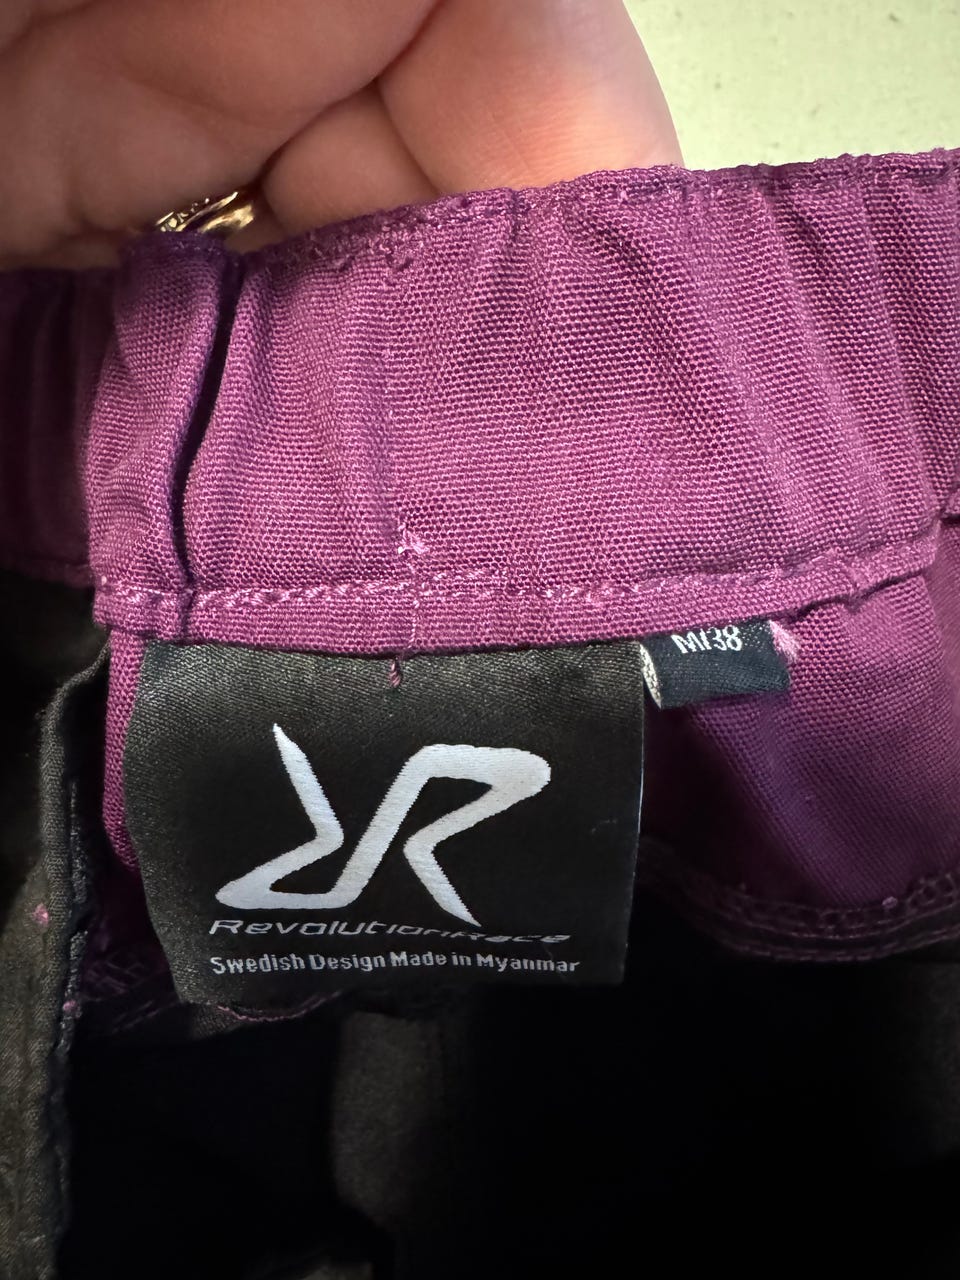 M/38
RevolutionRace
Swedish Design Made in Myanmar